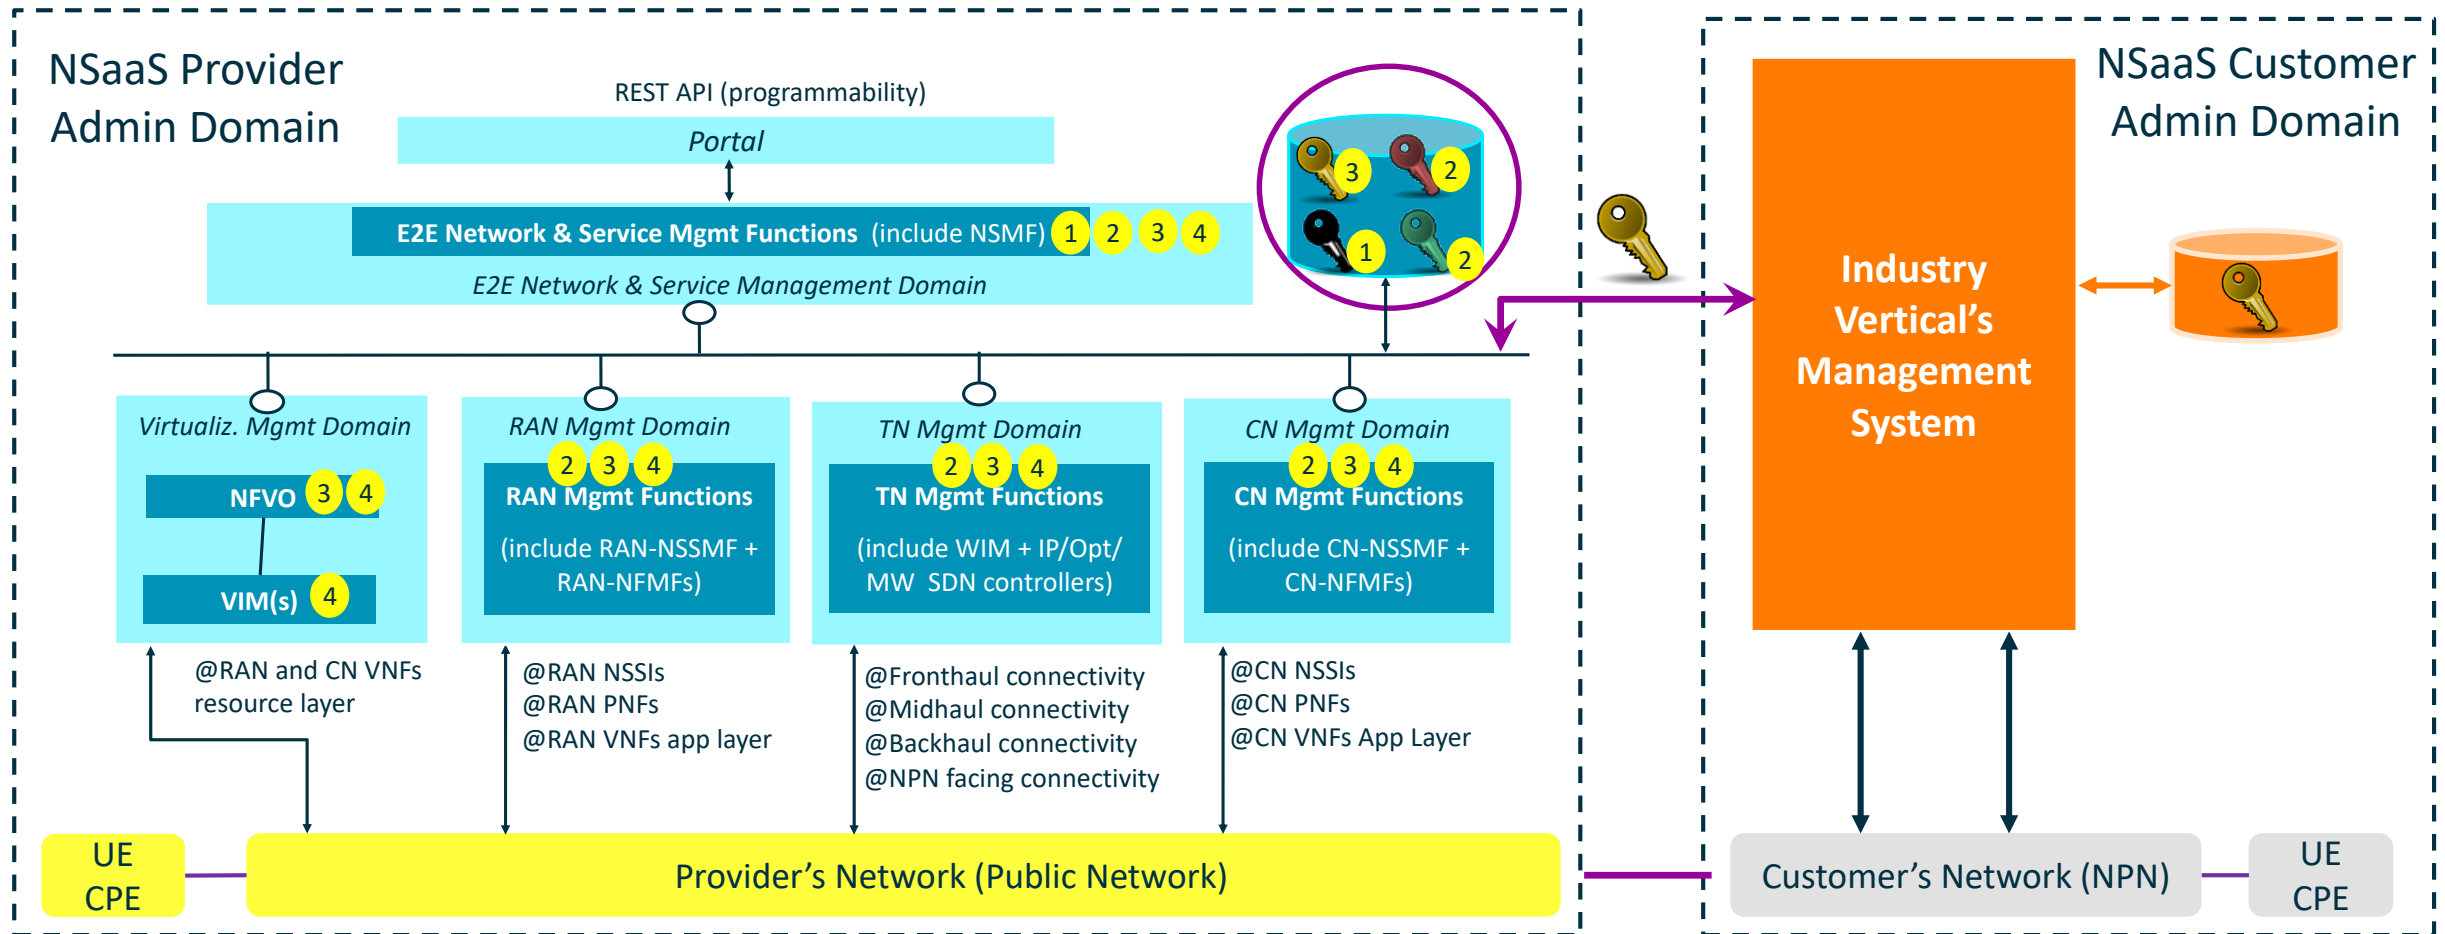 NSaaS Provider
Admin Domain
REST API (programmability)
Portal
E2E Network & Service Mgmt Functions (include NSMF) 1 2 3 4
E2E Network & Service Management Domain
3 2
1 2
Virtualiz. Mgmt Domain
NFVO 3 4
VIM(s) 4
@RAN and CN VNFs
resource layer
RAN Mgmt Domain
2 3 4
RAN Mgmt Functions
(include RAN-NSSMF +
RAN-NFMFs)
@RAN NSSIs
@RAN PNFs
@RAN VNFs app layer
TN Mgmt Domain
2 3 4
TN Mgmt Functions
(include WIM + IP/Opt/
MW SDN controllers)
@Fronthaul connectivity
@Midhaul connectivity
@Backhaul connectivity
@NPN facing connectivity
CN Mgmt Domain
2 3 4
CN Mgmt Functions
(include CN-NSSMF +
CN-NFMFs)
@CN NSSIs
@CN PNFs
@CN VNFs App Layer
UE
CPE
Provider's Network (Public Network)
NSaaS Customer
Admin Domain
Industry
Vertical's
Management
System
Customer's Network (NPN)
UE
CPE